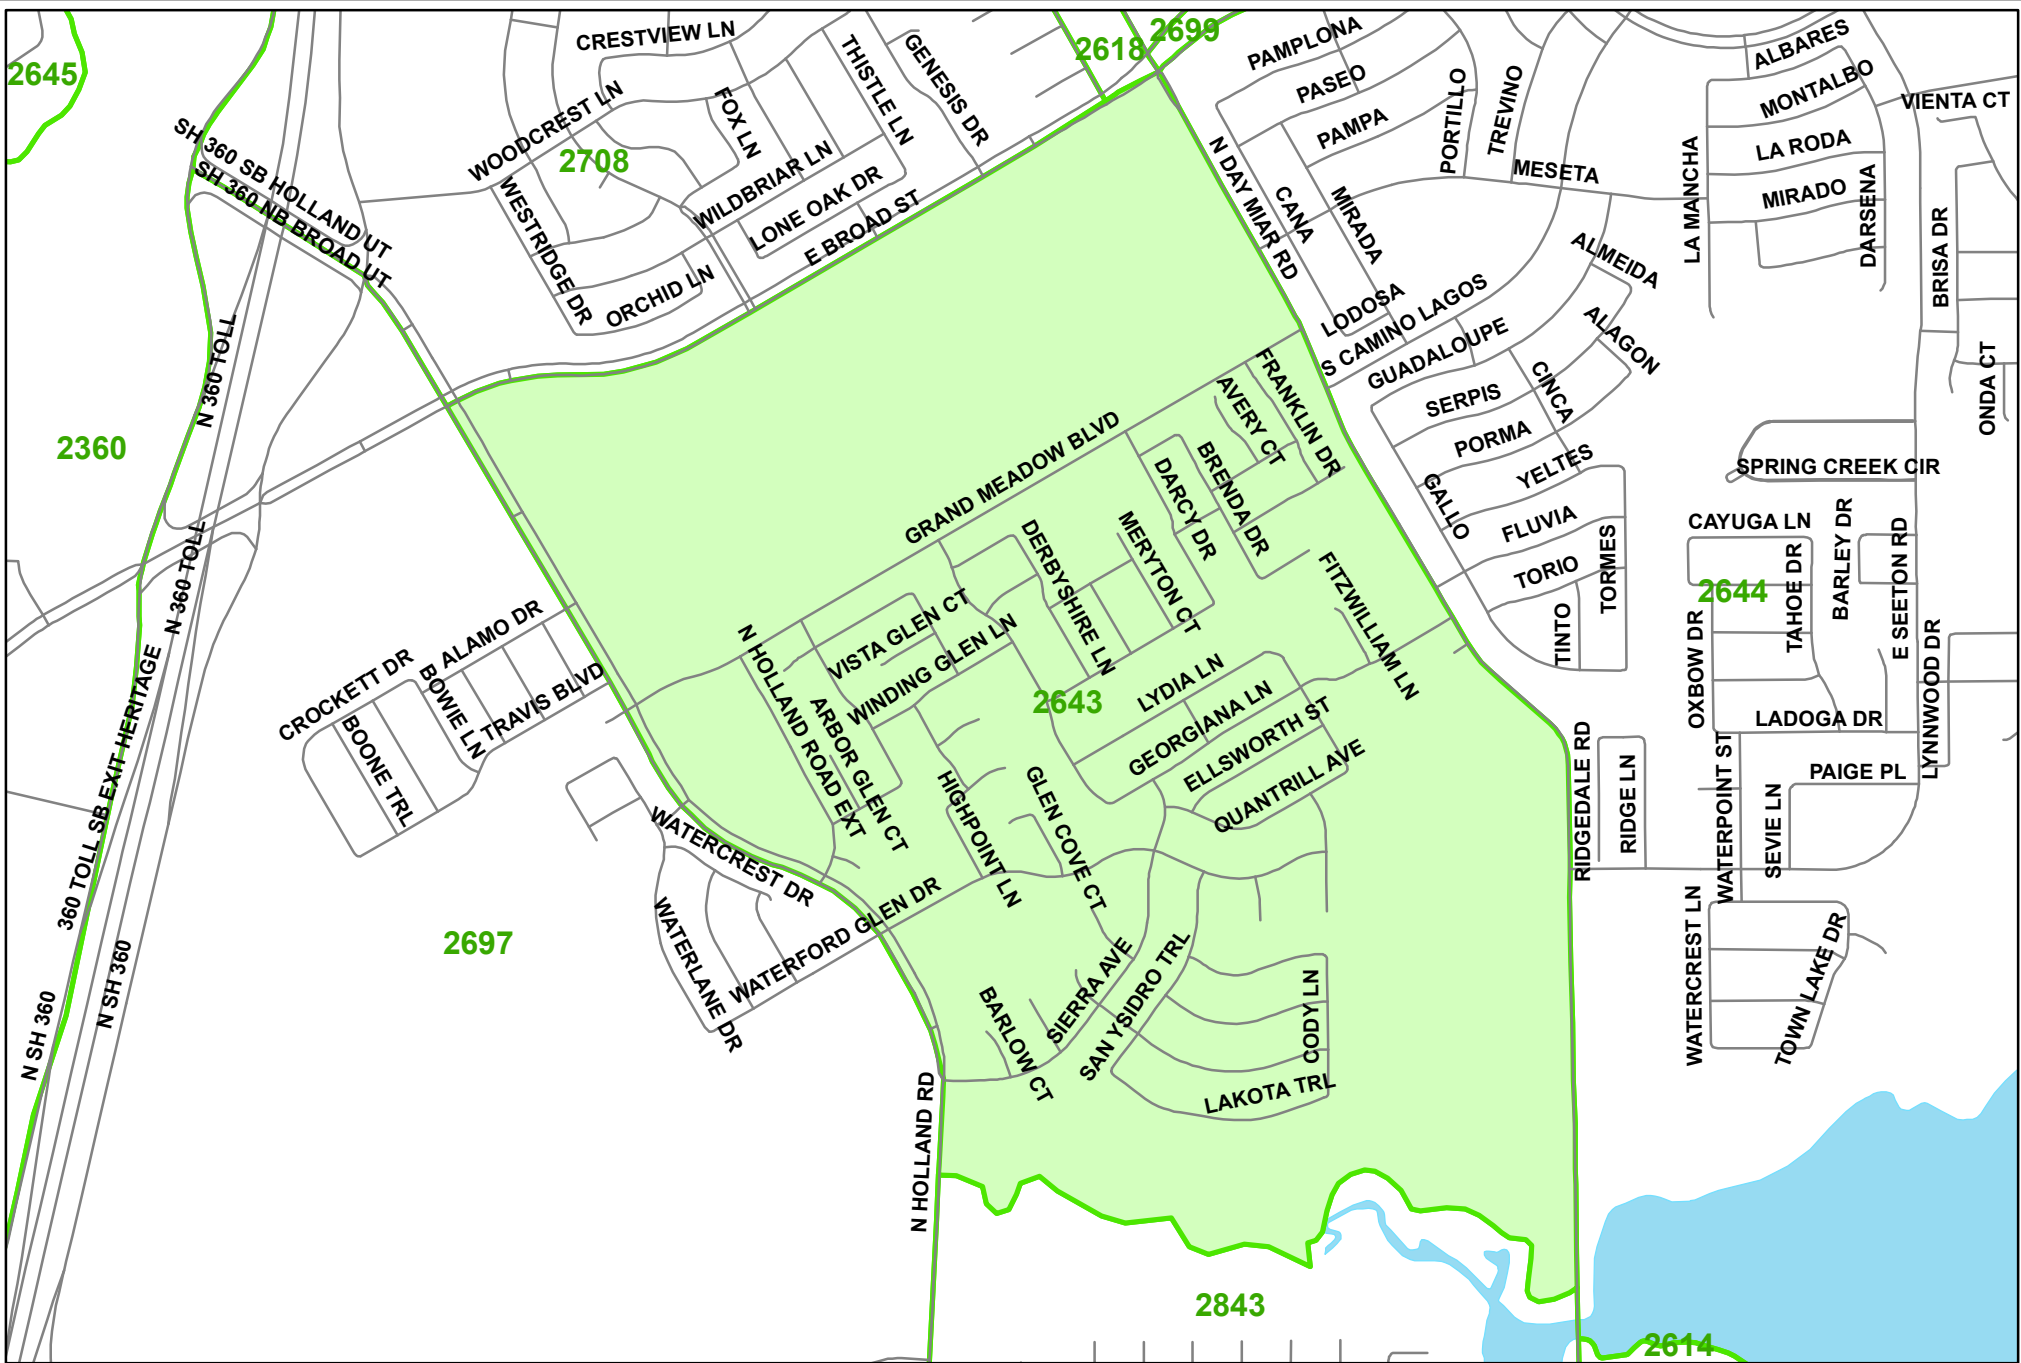 2645
CRESTVIEW LN
THISTLE LN
GENESIS DR
2618
2699
PAMPLONA
PASEO
PAMPA
PORTILLO
TREVINO
ALBARES
MONTALBO
VIENTA CT
LA RODA
MIRADO
LA MANCHA
DARSENA
BRISA DR
MESETA
WOODCREST LN
2708
FOX LN
WILDBRIAR LN
LONE OAK DR
E BROAD ST
WESTRIDGE DR
ORCHID LN
SH 360 SB HOLLAND UT
SH 360 NB BROAD UT
N DAY MIAR RD
CANA
MIRADA
LODOSA
S CAMINO LAGOS
ALMEIDA
ALAGON
GUADALOUPE
CINCA
SERPIS
PORMA
YELTES
GALLO
FLUVIA
TORIO
TORMES
TINTO
ONDA CT
SPRING CREEK CIR
CAYUGA LN
BARLEY DR
E SEETON RD
TAHOE DR
2644
OXBOW DR
LADOGA DR
LYNNWOOD DR
PAIGE PL
WATERPOINT ST
SEVIE LN
RIDGE LN
RIDGEDALE RD
WATERCREST LN
TOWN LAKE DR
2360
N 360 TOLL
N 360 TOLL
360 TOLL SB EXIT HERITAGE
N SH 360
N SH 360
GRAND MEADOW BLVD
FRANKLIN DR
AVERY CT
BRENDA DR
DARCY DR
MERYTON CT
DERBYSHIRE LN
FITZWILLIAM LN
VISTA GLEN CT
WINDING GLEN LN
N HOLLAND ROAD EXT
ARBOR GLEN CT
2643
LYDIA LN
GEORGIANA LN
ELLSWORTH ST
QUANTRILL AVE
HIGHPOINT LN
GLEN COVE CT
CROCKETT DR
ALAMO DR
BOWIE LN
TRAVIS BLVD
BOONE TRL
WATERCREST DR
WATERFORD GLEN DR
WATERLANE DR
2697
SIERRA AVE
SAN YSIDRO TRL
BARLOW CT
CODY LN
LAKOTA TRL
N HOLLAND RD
2843
2614